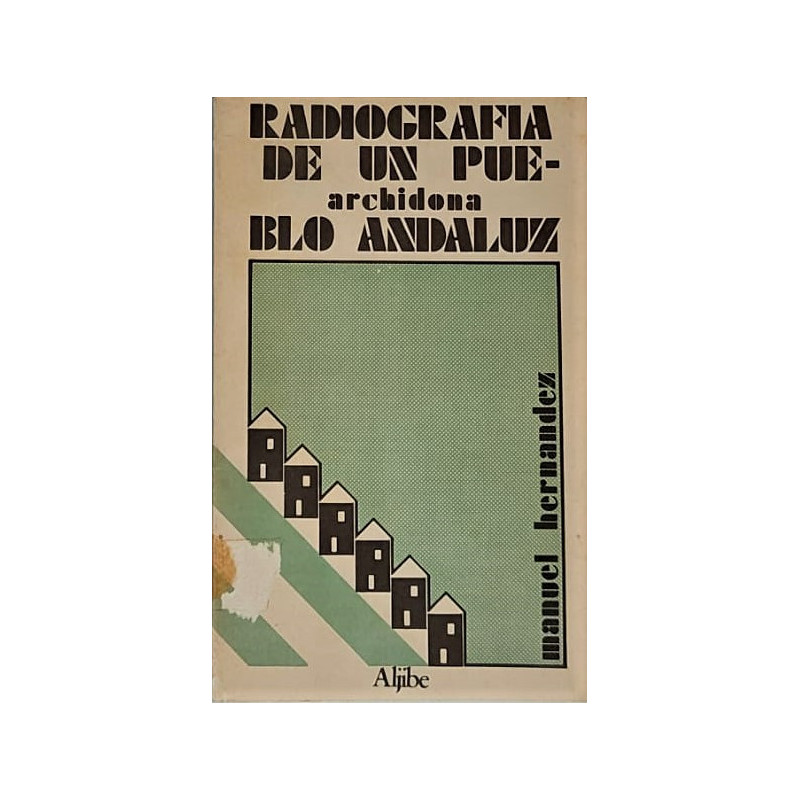 RADIOGRAFIA
DE UN PUE-
archidona
BLO ANDALUZ
manuel hernandez
Aljibe